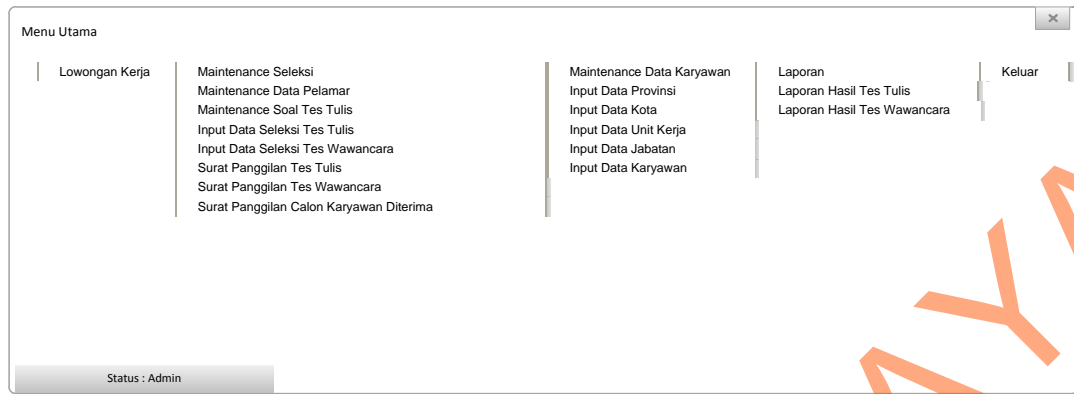 Menu Utama
Lowongan Kerja
Maintenance Seleksi
Maintenance Data Pelamar
Maintenance Soal Tes Tulis
Input Data Seleksi Tes Tulis
Input Data Seleksi Tes Wawancara
Surat Panggilan Tes Tulis
Surat Panggilan Tes Wawancara
Surat Panggilan Calon Karyawan Diterima
Maintenance Data Karyawan
Input Data Provinsi
Input Data Kota
Input Data Unit Kerja
Input Data Jabatan
Input Data Karyawan
Laporan
Laporan Hasil Tes Tulis
Laporan Hasil Tes Wawancara
Keluar
Status : Admin